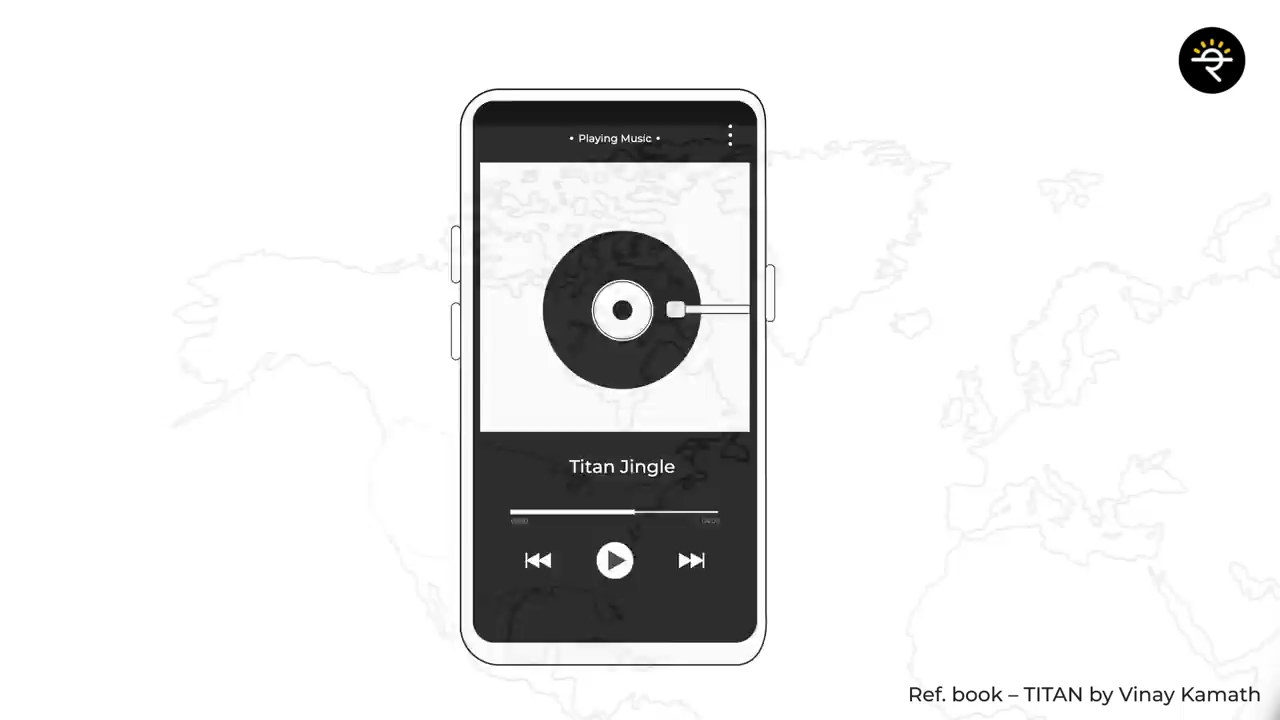 • Playing Music •
Titan Jingle
Ref. book – TITAN by Vinay Kamath